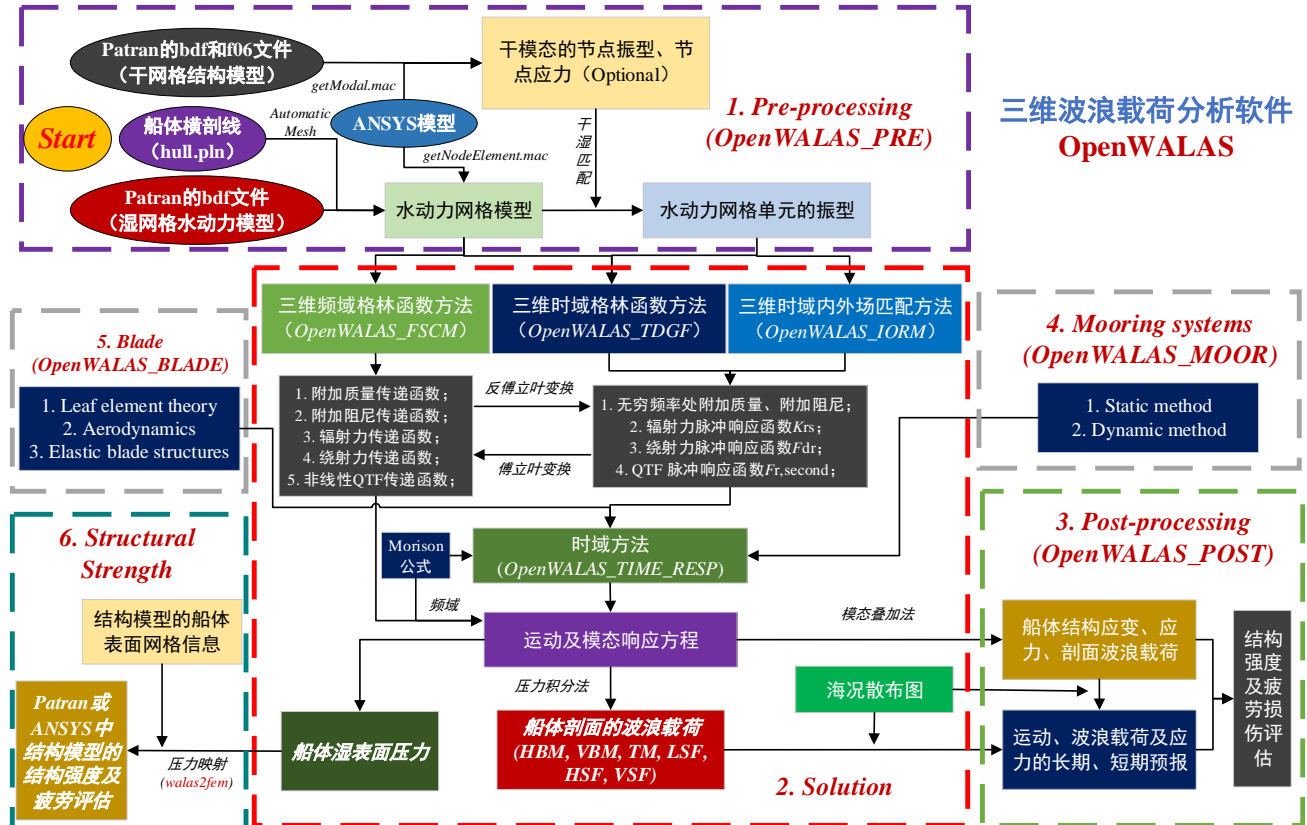 三维波浪载荷分析软件
OpenWALAS
1. Pre-processing
(OpenWALAS_PRE)
Start
Patran的bdf和f06文件
（干网格结构模型）
getModal.mac
干模态的节点振型、节
点应力（Optional）
船体横剖线
（hull.pln）
Automatic
Mesh
ANSYS模型
getNodeElement.mac
干
湿
匹
配
Patran的bdf文件
（湿网格水动力模型）
水动力网格模型
水动力网格单元的振型
三维频域格林函数方法
（OpenWALAS_FSCM）
三维时域格林函数方法
（OpenWALAS_TDGF）
三维时域内外场匹配方法
（OpenWALAS_IORM）
5. Blade
(OpenWALAS_BLADE)
1. Leaf element theory
2. Aerodynamics
3. Elastic blade structures
4. Mooring systems
(OpenWALAS_MOOR)
1. Static method
2. Dynamic method
1. 附加质量传递函数；
2. 附加阻尼传递函数；
3. 辐射力传递函数；
4. 绕射力传递函数；
5. 非线性QTF传递函数；
反傅立叶变换
傅立叶变换
1. 无穷频率处附加质量、附加阻尼；
2. 辐射力脉冲响应函数Krs；
3. 绕射力脉冲响应函数Fdr；
4. QTF 脉冲响应函数Fr,second；
Morison
公式
时域方法
(OpenWALAS_TIME_RESP)
频域
运动及模态响应方程
模态叠加法
压力积分法
海况散布图
船体湿表面压力
船体剖面的波浪载荷
(HBM, VBM, TM, LSF,
HSF, VSF)
2. Solution
6. Structural
Strength
结构模型的船体
表面网格信息
Patran或
ANSYS中
结构模型的
结构强度及
疲劳评估
压力映射
(walas2fem)
3. Post-processing
(OpenWALAS_POST)
船体结构应变、应
力、剖面波浪载荷
运动、波浪载荷及应
力的长期、短期预报
结构
强度
及疲
劳损
伤评
估